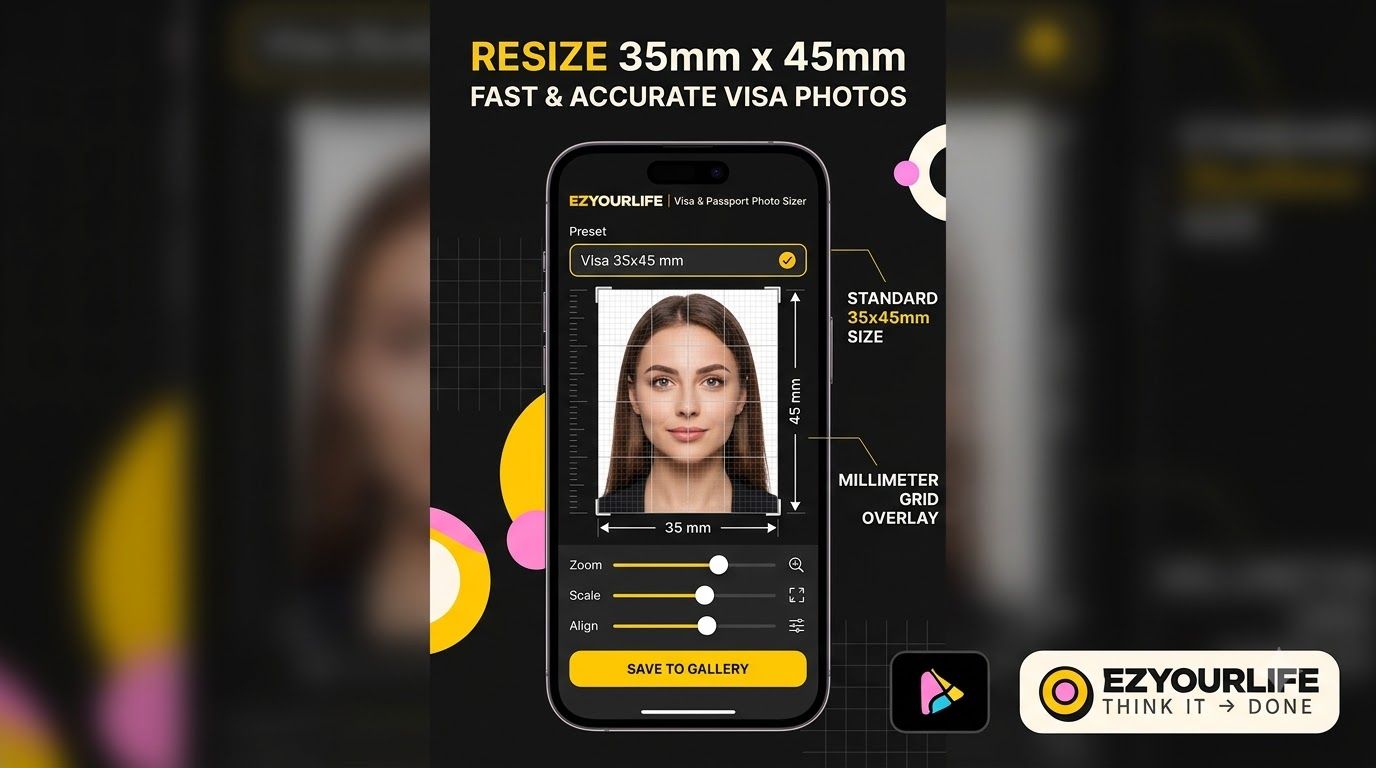 RESIZE 35mm x 45mm
FAST & ACCURATE VISA PHOTOS
EZYOURLIFE | Visa & Passport Photo Sizer
Preset
Visa 3Sx45 mm
45 mm
35 mm
STANDARD
35x45mm
SIZE
MILLIMETER
GRID
OVERLAY
Zoom
Scale
Align
SAVE TO GALLERY
EZYOURLIFE
THINK IT → DONE